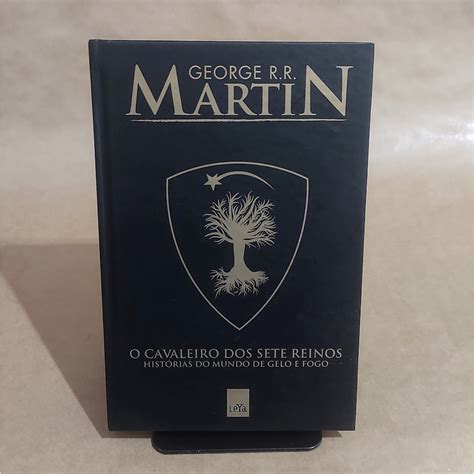 GEORGE R.R.
MARTIN
O CAVALEIRO DOS SETE REINOS
HISTÓRIAS DO MUNDO DE GELO E FOGO
LeYa